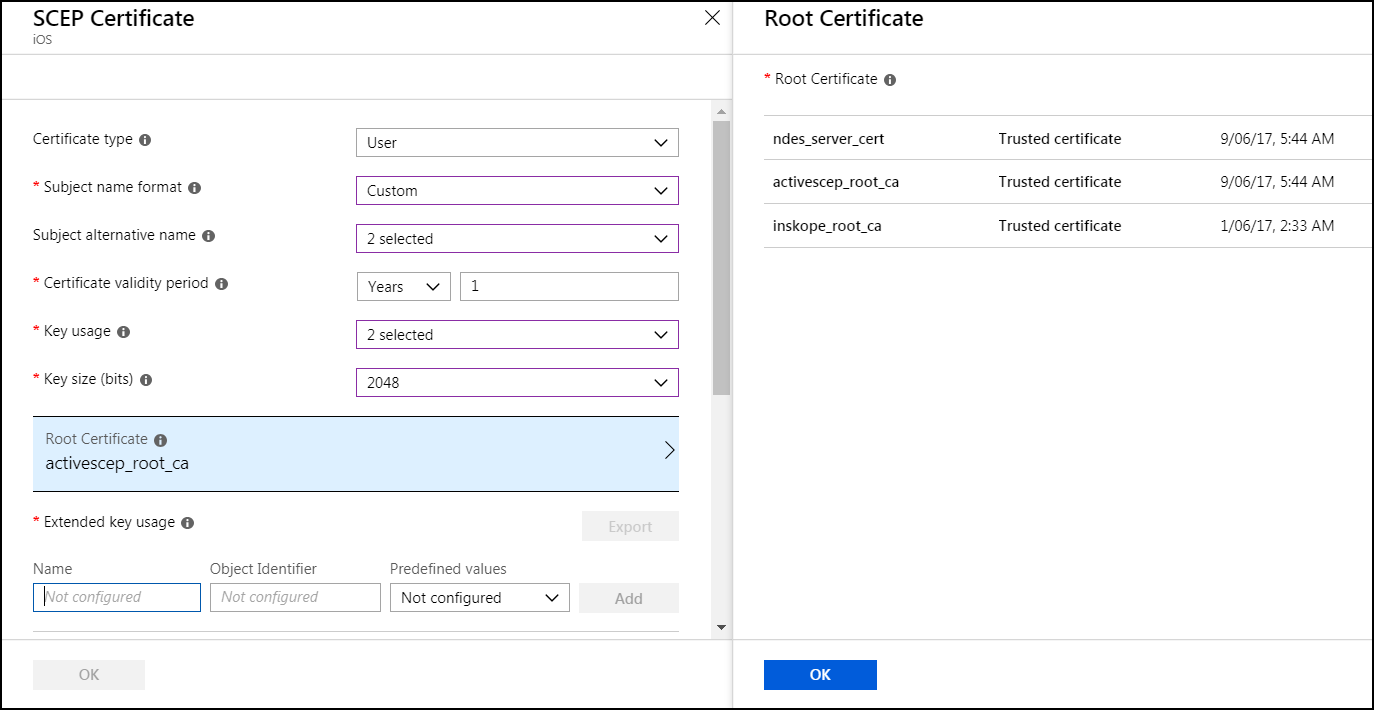 SCEP Certificate
iOS
Certificate type
User
* Subject name format
Custom
Subject alternative name
2 selected
* Certificate validity period
Years
1
* Key usage
2 selected
* Key size (bits)
2048
Root Certificate
activescep_root_ca
* Extended key usage
Export
Name Object Identifier Predefined values
Not configured Not configured Not configured Add
OK
Root Certificate
* Root Certificate
ndes_server_cert Trusted certificate 9/06/17, 5:44 AM
activescep_root_ca Trusted certificate 9/06/17, 5:44 AM
inskope_root_ca Trusted certificate 1/06/17, 2:33 AM
OK